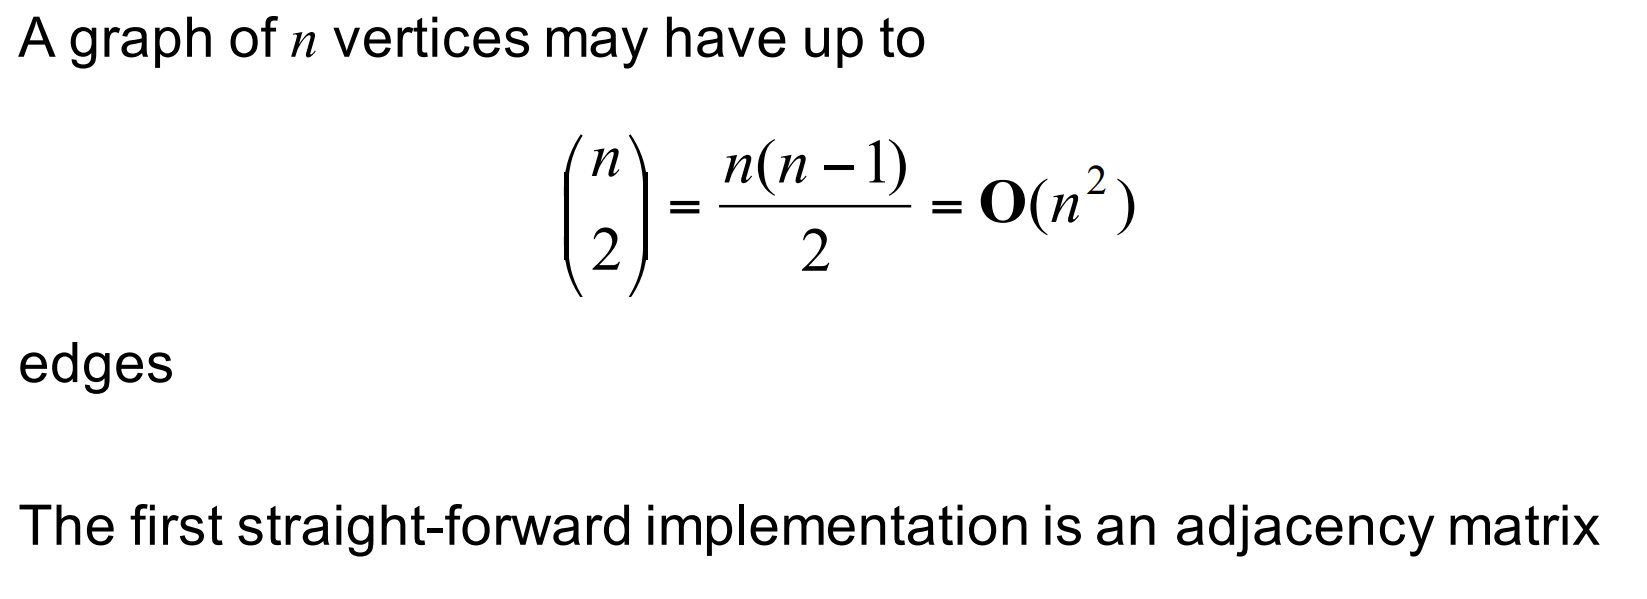 A graph of n vertices may have up to
$\binom{n}{2} = \frac{n(n-1)}{2} = \mathbf{O}(n^2)$
edges
The first straight-forward implementation is an adjacency matrix